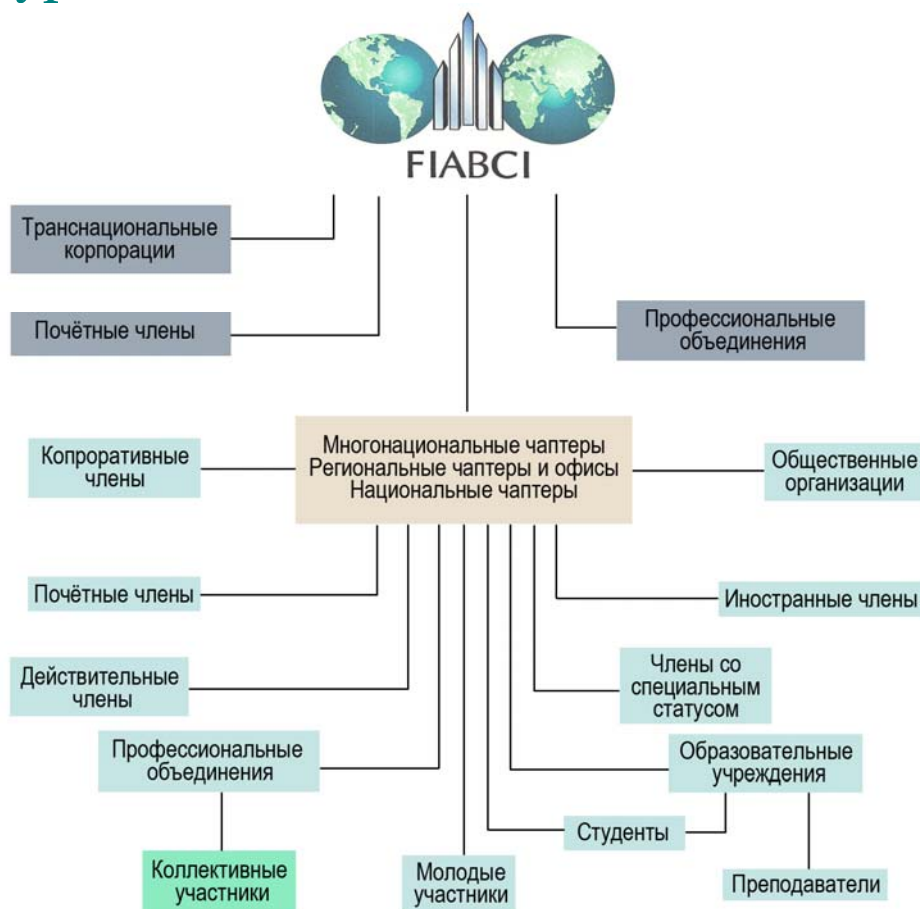 FIABCI
Транснациональные
корпорации
Почётные члены
Профессиональные
объединения
Копроративные
члены
Многонациональные чаптеры
Региональные чаптеры и офисы
Национальные чаптеры
Общественные
организации
Почётные члены
Иностранные члены
Действительные
члены
Члены со
специальным
статусом
Профессиональные
объединения
Образовательные
учреждения
Студенты
Коллективные
участники
Молодые
участники
Преподаватели